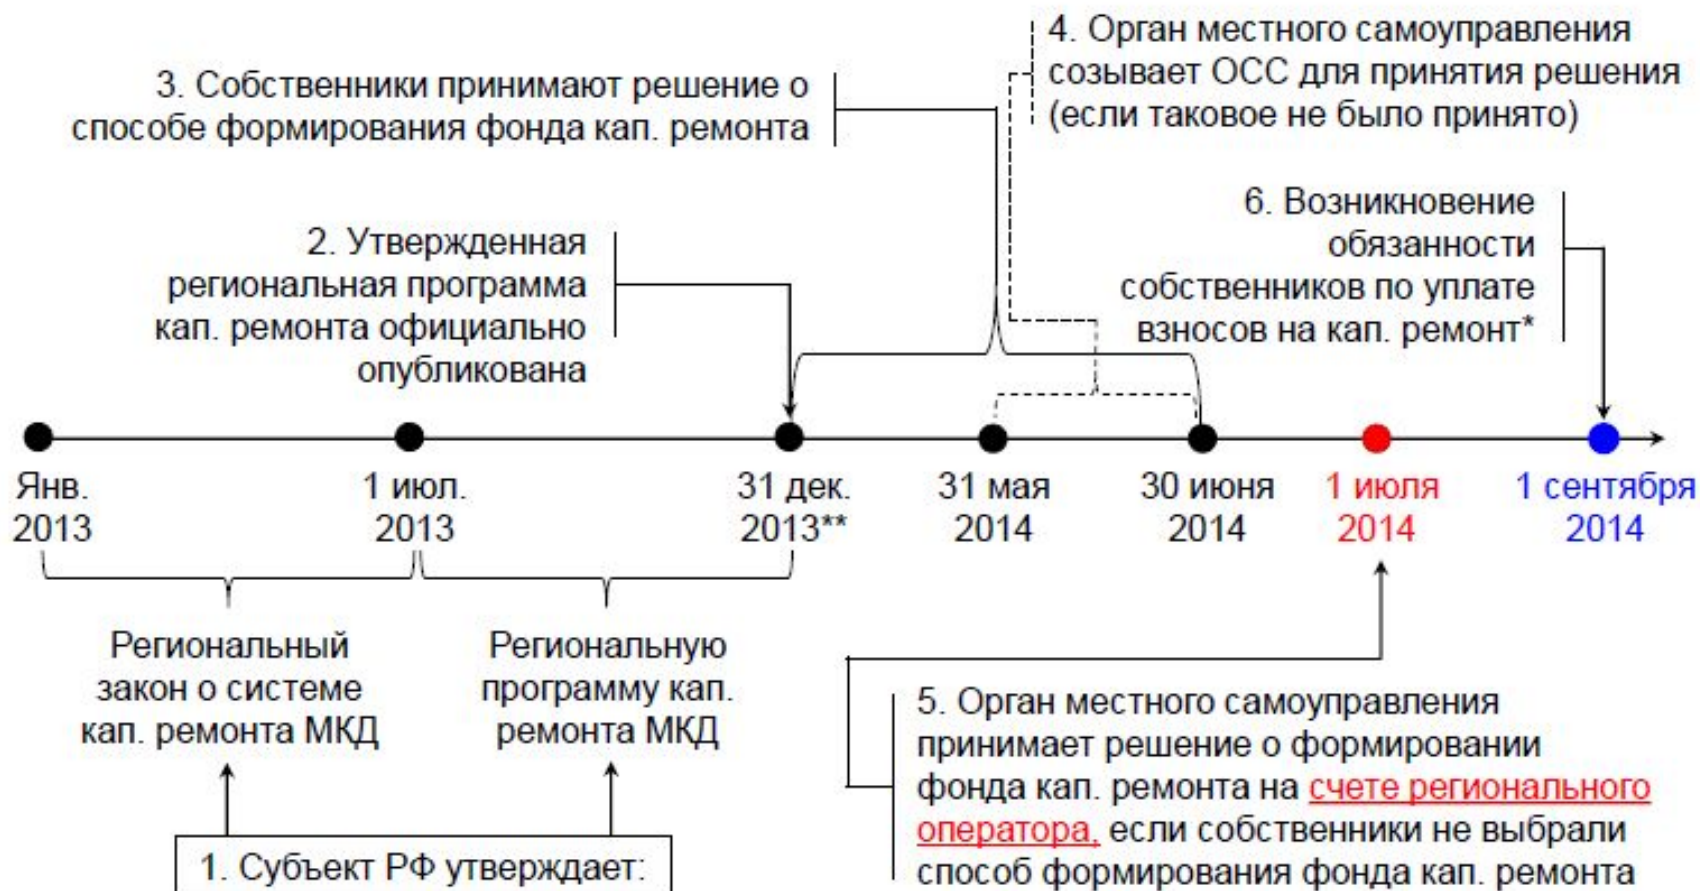 3. Собственники принимают решение о
способе формирования фонда кап. ремонта
4. Орган местного самоуправления
созывает ОСС для принятия решения
(если таковое не было принято)
2. Утвержденная
региональная программа
кап. ремонта официально
опубликована
6. Возникновение
обязанности
собственников по уплате
взносов на кап. ремонт*
Янв.
2013
1 июл.
2013
31 дек.
2013**
31 мая
2014
30 июня
2014
1 июля
2014
1 сентября
2014
Региональный
закон о системе
кап. ремонта МКД
Региональную
программу кап.
ремонта МКД
1. Субъект РФ утверждает:
5. Орган местного самоуправления
принимает решение о формировании
фонда кап. ремонта на счете регионального
оператора, если собственники не выбрали
способ формирования фонда кап. ремонта